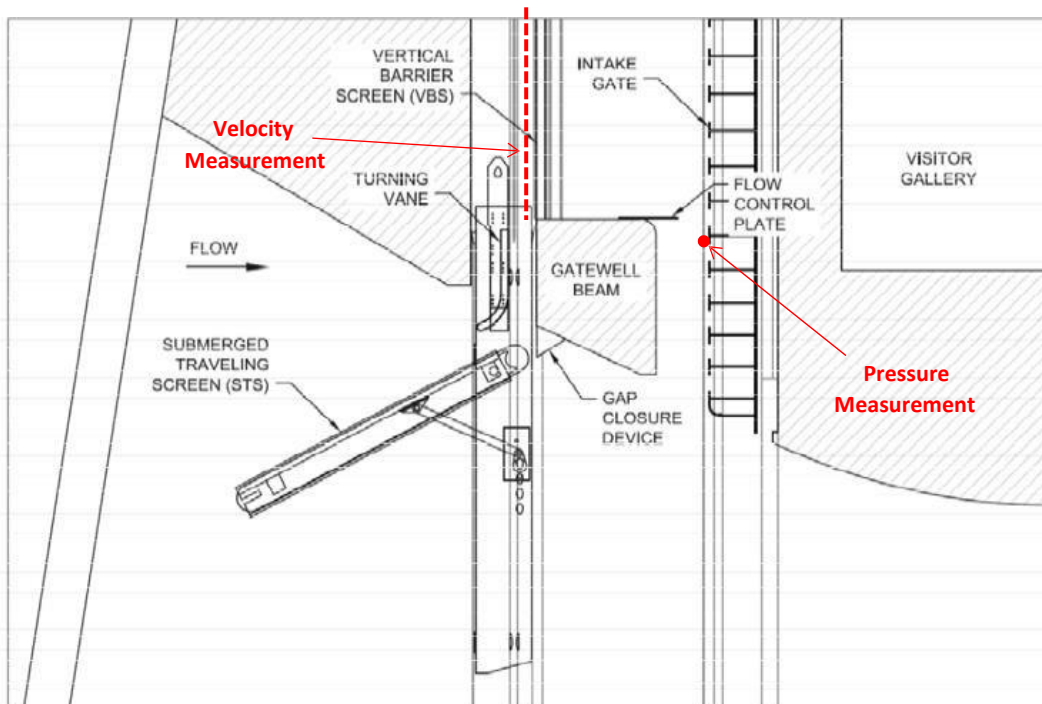 VERTICAL
BARRIER
SCREEN (VBS)
INTAKE
GATE
Velocity
Measurement
VISITOR
GALLERY
TURNING
VANE
FLOW
CONTROL
PLATE
FLOW
GATEWELL
BEAM
SUBMERGED
TRAVELING
SCREEN (STS)
Pressure
Measurement
GAP
CLOSURE
DEVICE